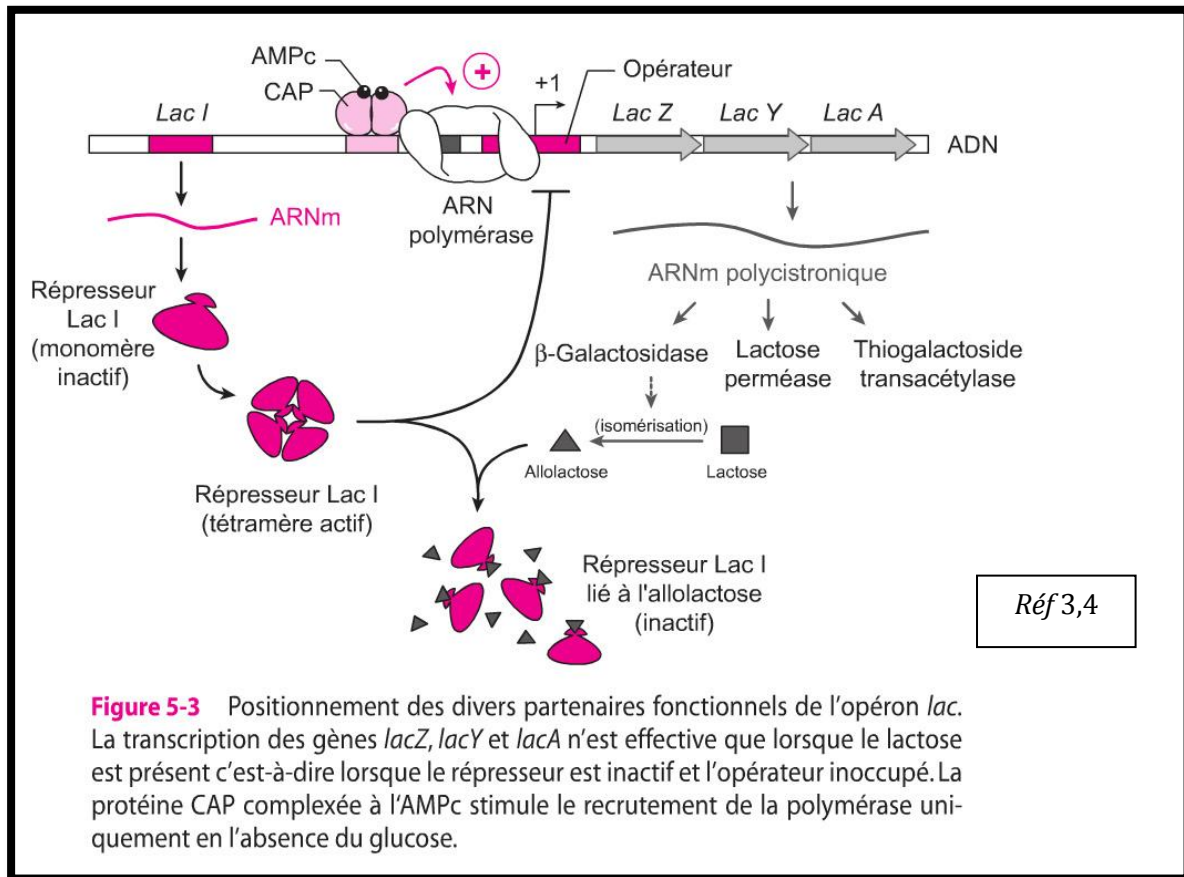 AMPc
CAP
+
+1
Opérateur
Lac I
Lac Z
Lac Y
Lac A
ADN
ARNm
ARN
polymérase
ARNm polycistronique
Répresseur
Lac I
(monomère
inactif)
β-Galactosidase
Lactose
perméase
Thiogalactoside
transacétylase
(isomérisation)
Allolactose
Lactose
Répresseur Lac I
(tétramère actif)
Répresseur Lac I
lié à l'allolactose
(inactif)
Réf 3,4
Figure 5-3 Positionnement des divers partenaires fonctionnels de l'opéron lac.
La transcription des gènes lacZ, lacY et lacA n'est effective que lorsque le lactose
est présent c'est-à-dire lorsque le répresseur est inactif et l'opérateur inoccupé. La
protéine CAP complexée à l'AMPc stimule le recrutement de la polymérase uni-
quement en l'absence du glucose.